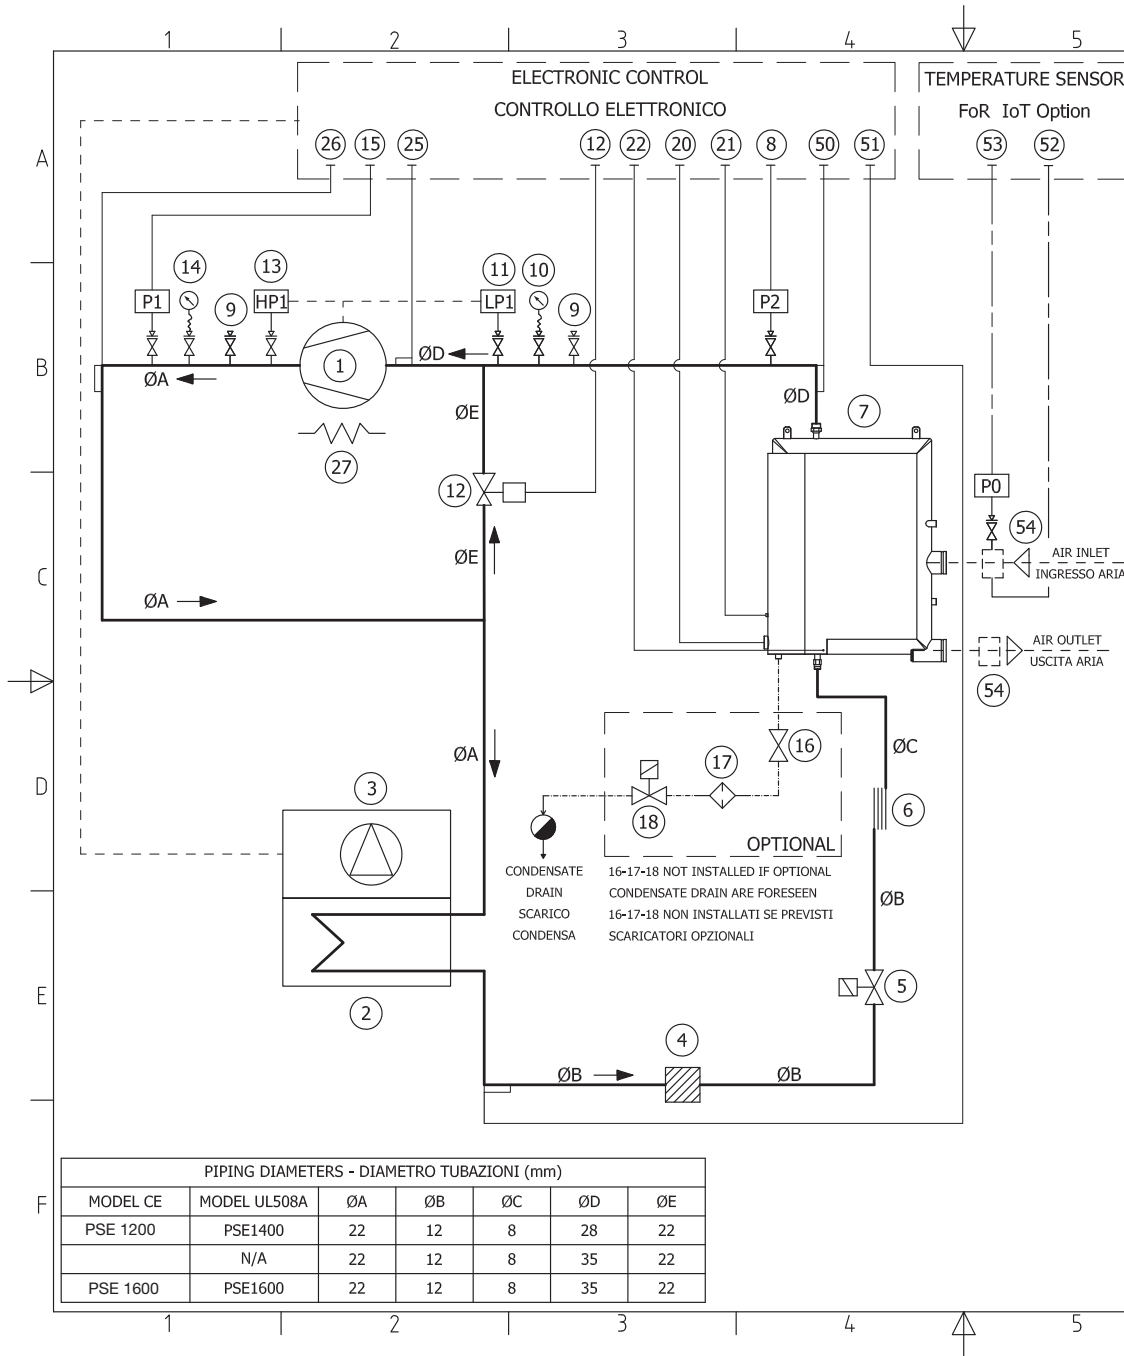 1 2 3 4 5
ELECTRONIC CONTROL
CONTROLLO ELETTRONICO
TEMPERATURE SENSOR
FoR IoT Option
A
26 15 25 12 22 20 21 8 50 51 53 52
14 13 11 10
P1 9 HP1 LP1 9 P2
B
1
ØA ØD ØD
ØE
7
27
12
P0
54
C
ØE
AIR INLET
INGRESSO ARIA
ØA
AIR OUTLET
USCITA ARIA
54
D
ØA
16
ØC
3
17
18
6
OPTIONAL
CONDENSATE
DRAIN
SCARICO
CONDENSA
16-17-18 NOT INSTALLED IF OPTIONAL
CONDENSATE DRAIN ARE FORESEEN
16-17-18 NON INSTALLATI SE PREVISTI
SCARICATORI OPZIONALI
ØB
E
5
2
4
ØB ØB
F
PIPING DIAMETERS - DIAMETRO TUBAZIONI (mm)
MODEL CE MODEL UL508A ØA ØB ØC ØD ØE
PSE 1200 PSE1400 22 12 8 28 22
N/A 22 12 8 35 22
PSE 1600 PSE1600 22 12 8 35 22
1 2 3 4 5